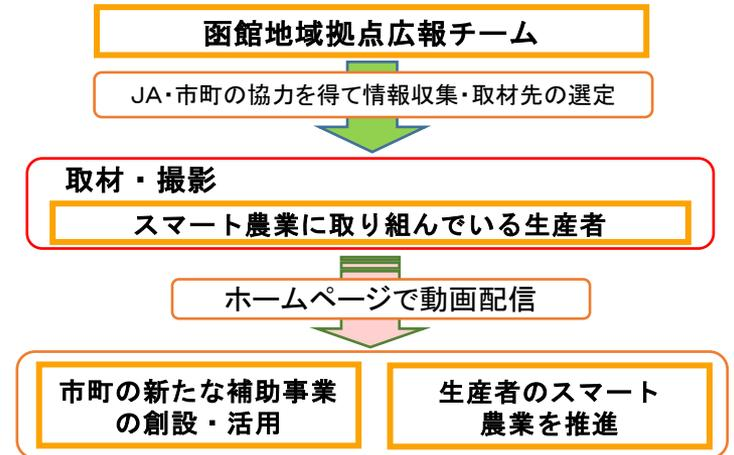 函館地域拠点広報チーム
JA・市町の協力を得て情報収集・取材先の選定
取材・撮影
スマート農業に取り組んでいる生産者
ホームページで動画配信
市町の新たな補助事業
の創設・活用
生産者のスマート
農業を推進